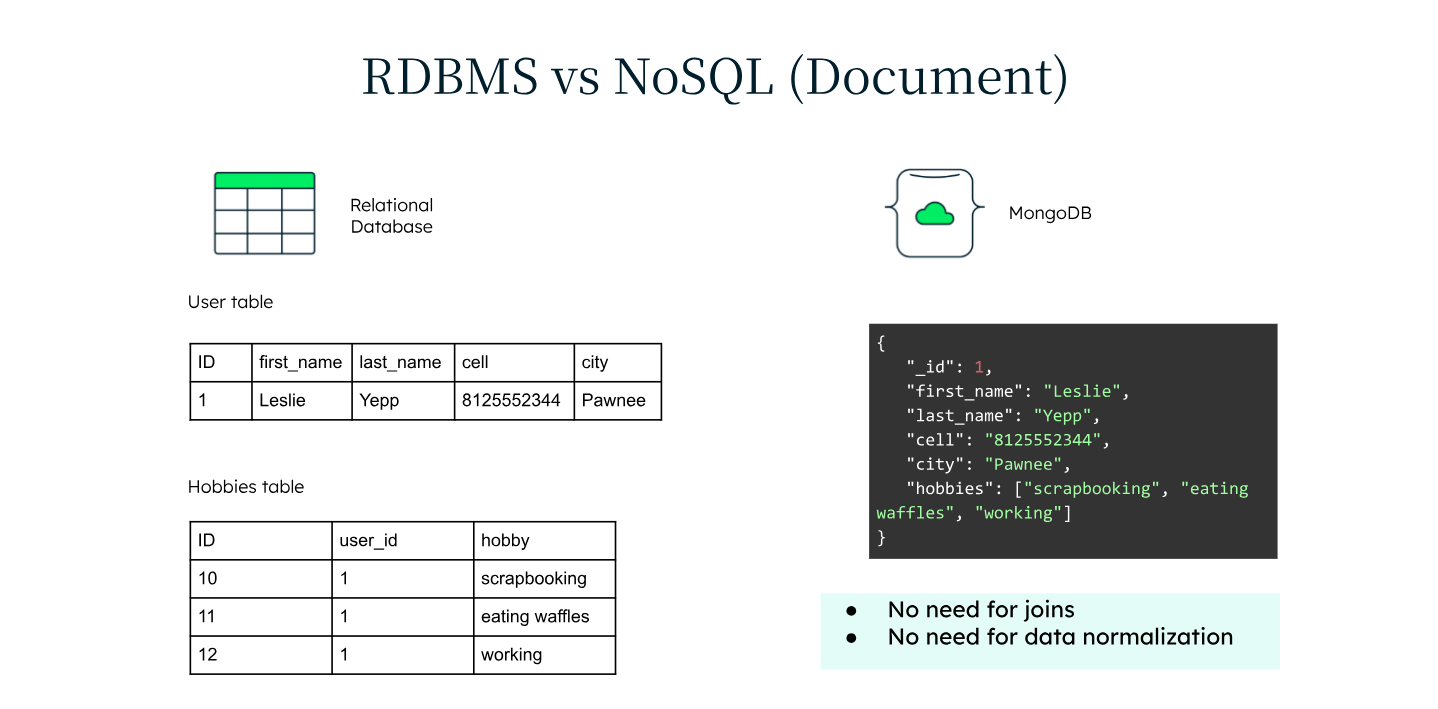 RDBMS vs NoSQL (Document)
Relational
Database
MongoDB
User table
ID first_name last_name cell city
1 Leslie Yepp 8125552344 Pawnee
Hobbies table
ID user_id hobby
10 1 scrapbooking
11 1 eating waffles
12 1 working
{
"_id": 1,
"first_name": "Leslie",
"last_name": "Yepp",
"cell": "8125552344",
"city": "Pawnee",
"hobbies": ["scrapbooking", "eating
waffles", "working"]
}
● No need for joins
● No need for data normalization